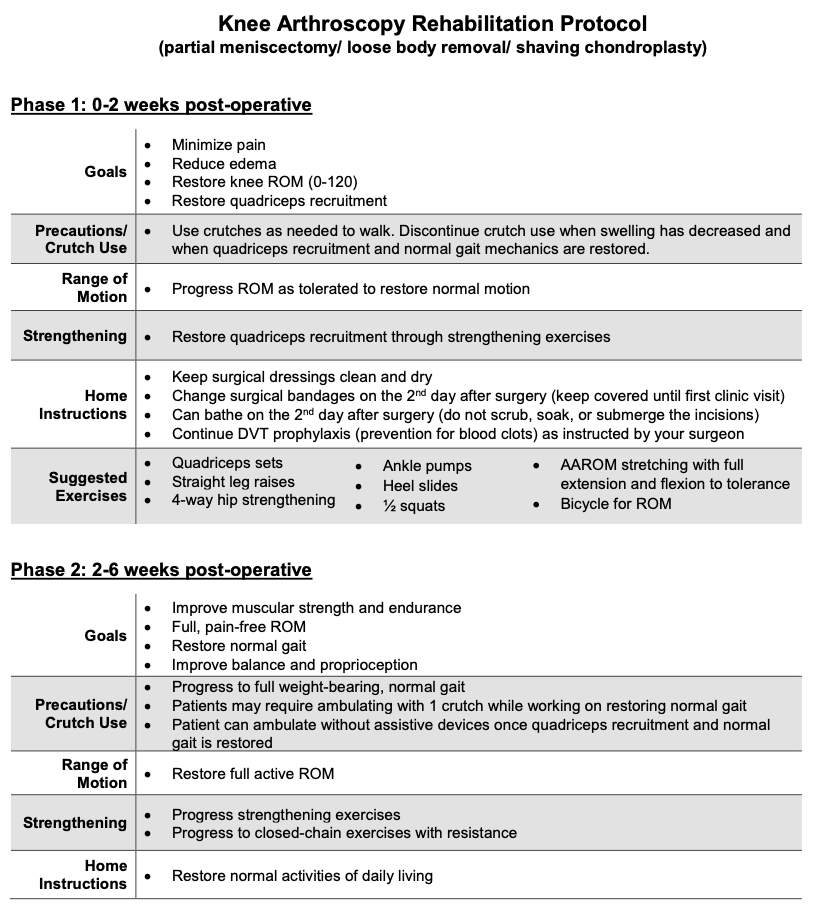 Knee Arthroscopy Rehabilitation Protocol
(partial meniscectomy/ loose body removal/ shaving chondroplasty)
Phase 1: 0-2 weeks post-operative
Goals
• Minimize pain
• Reduce edema
• Restore knee ROM (0-120)
• Restore quadriceps recruitment
Precautions/
Crutch Use
• Use crutches as needed to walk. Discontinue crutch use when swelling has decreased and
when quadriceps recruitment and normal gait mechanics are restored.
Range of
Motion
• Progress ROM as tolerated to restore normal motion
Strengthening
• Restore quadriceps recruitment through strengthening exercises
Home
Instructions
• Keep surgical dressings clean and dry
• Change surgical bandages on the 2nd day after surgery (keep covered until first clinic visit)
• Can bathe on the 2nd day after surgery (do not scrub, soak, or submerge the incisions)
• Continue DVT prophylaxis (prevention for blood clots) as instructed by your surgeon
Suggested
Exercises
• Quadriceps sets
• Straight leg raises
• 4-way hip strengthening
• Ankle pumps
• Heel slides
• ½ squats
• AAROM stretching with full
extension and flexion to tolerance
• Bicycle for ROM
Phase 2: 2-6 weeks post-operative
Goals
• Improve muscular strength and endurance
• Full, pain-free ROM
• Restore normal gait
• Improve balance and proprioception
Precautions/
Crutch Use
• Progress to full weight-bearing, normal gait
• Patients may require ambulating with 1 crutch while working on restoring normal gait
• Patient can ambulate without assistive devices once quadriceps recruitment and normal
gait is restored
Range of
Motion
• Restore full active ROM
Strengthening
• Progress strengthening exercises
• Progress to closed-chain exercises with resistance
Home
Instructions
• Restore normal activities of daily living